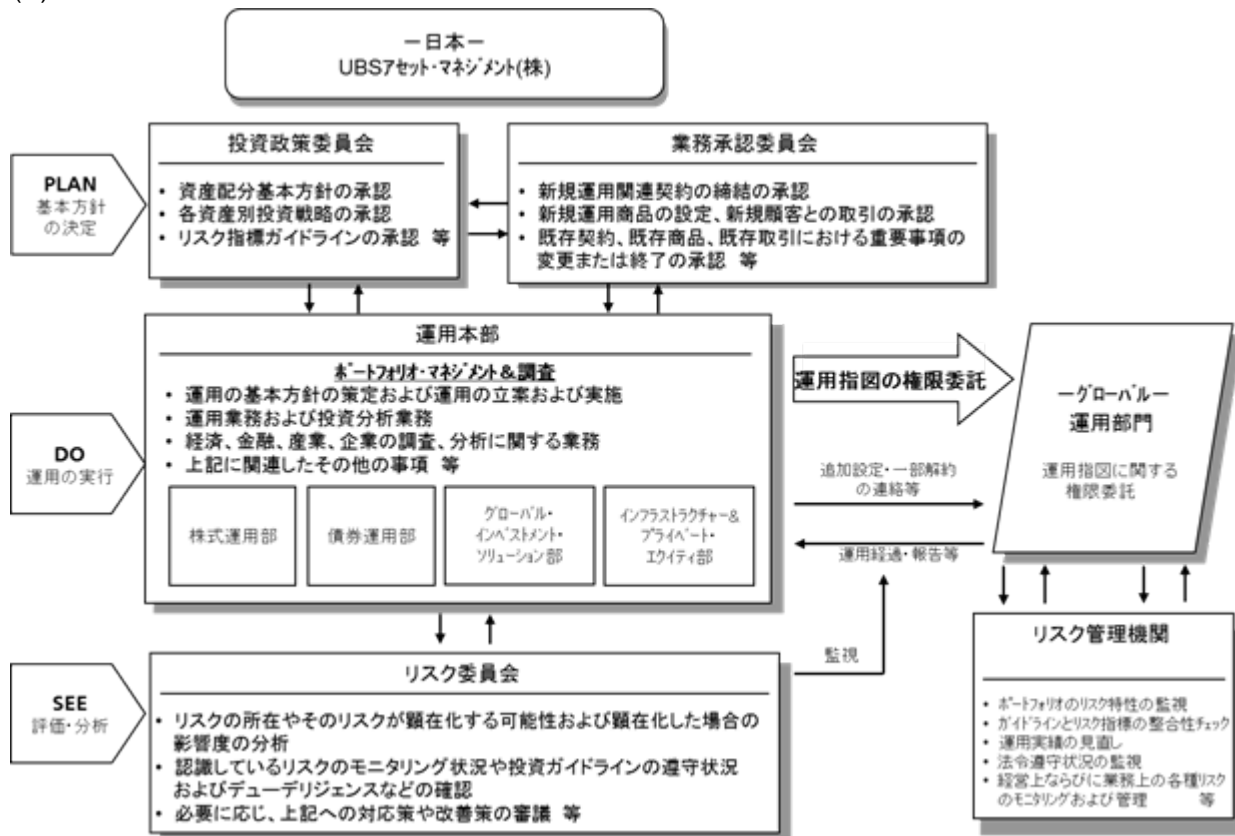 －日本－
UBSアセット・マネジメント(株)
PLAN
基本方針
の決定
投資政策委員会
• 資産配分基本方針の承認
• 各資産別投資戦略の承認
• リスク指標ガイドラインの承認 等
業務承認委員会
• 新規運用関連契約の締結の承認
• 新規運用商品の設定、新規顧客との取引の承認
• 既存契約、既存商品、既存取引における重要事項の
変更または終了の承認 等
DO
運用の実行
運用本部
ポートフォリオ・マネジメント＆調査
• 運用の基本方針の策定および運用の立案および実施
• 運用業務および投資分析業務
• 経済、金融、産業、企業の調査、分析に関する業務
• 上記に関連したその他の事項 等
株式運用部
債券運用部
グローバル・
インベストメント・
ソリューション部
インフラストラクチャー＆
プライベート・
エクイティ部
運用指図の権限委託
追加設定・一部解約
の連絡等
運用経過・報告等
監視
－グローバル－
運用部門
運用指図に関する
権限委託
SEE
評価・分析
リスク委員会
• リスクの所在やそのリスクが顕在化する可能性および顕在化した場合の
影響度の分析
• 認識しているリスクのモニタリング状況や投資ガイドラインの遵守状況
およびデューデリジェンスなどの確認
• 必要に応じ、上記への対応策や改善策の審議 等
リスク管理機関
• ポートフォリオのリスク特性の監視
• ガイドラインとリスク指標の整合性チェック
• 運用実績の見直し
• 法令遵守状況の監視
• 経営上ならびに業務上の各種リスク
のモニタリングおよび管理 等